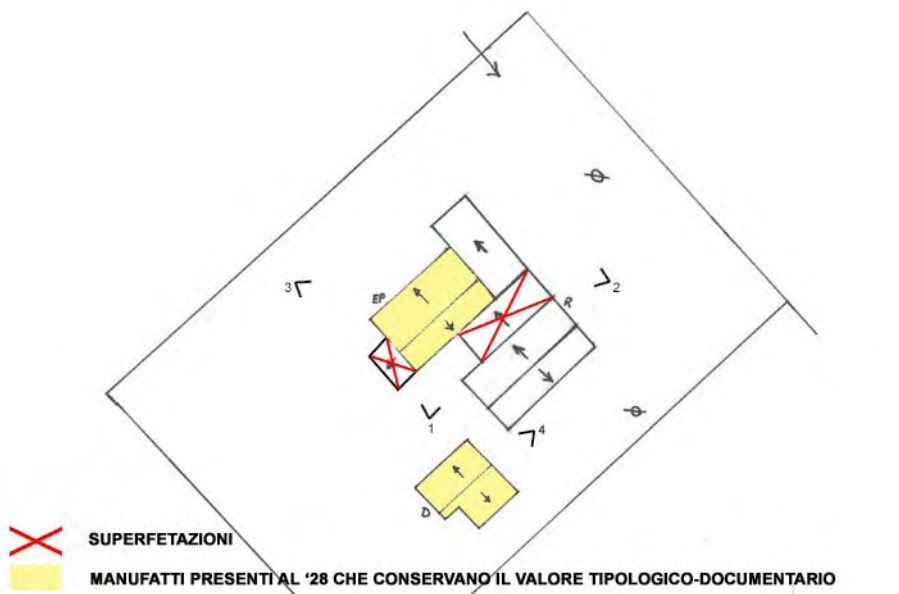 3
EP
R
2
1
4
D
SUPERFETAZIONI
MANUFATTI PRESENTI AL '28 CHE CONSERVANO IL VALORE TIPOLOGICO-DOCUMENTARIO